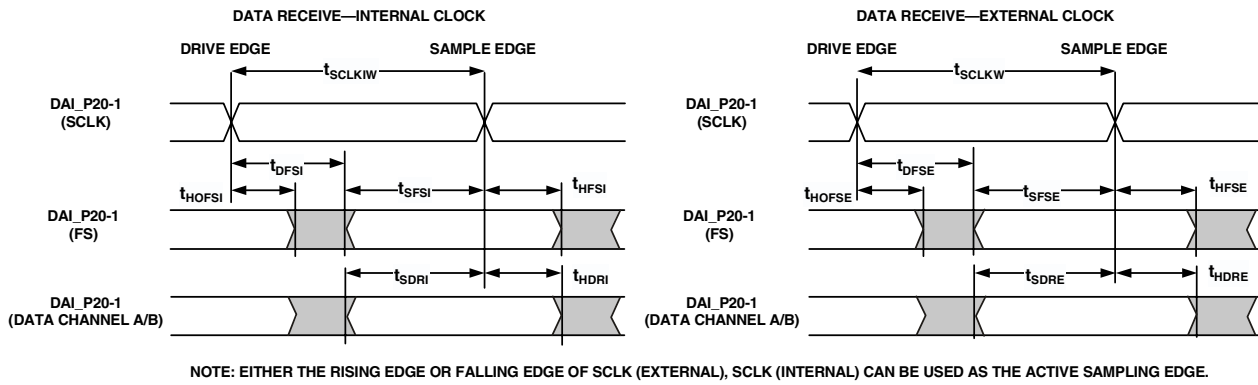 DATA RECEIVE—INTERNAL CLOCK
DRIVE EDGE
SAMPLE EDGE
tSCLKIW
DAI_P20-1
(SCLK)
tDFSI
tHOFSI
tSFSI
tHFSI
DAI_P20-1
(FS)
tSDRI
tHDRI
DAI_P20-1
(DATA CHANNEL A/B)
DATA RECEIVE—EXTERNAL CLOCK
DRIVE EDGE
SAMPLE EDGE
tSCLKW
DAI_P20-1
(SCLK)
tDFSE
tHOFSE
tSFSE
tHFSE
DAI_P20-1
(FS)
tSDRE
tHDRE
DAI_P20-1
(DATA CHANNEL A/B)
NOTE: EITHER THE RISING EDGE OR FALLING EDGE OF SCLK (EXTERNAL), SCLK (INTERNAL) CAN BE USED AS THE ACTIVE SAMPLING EDGE.